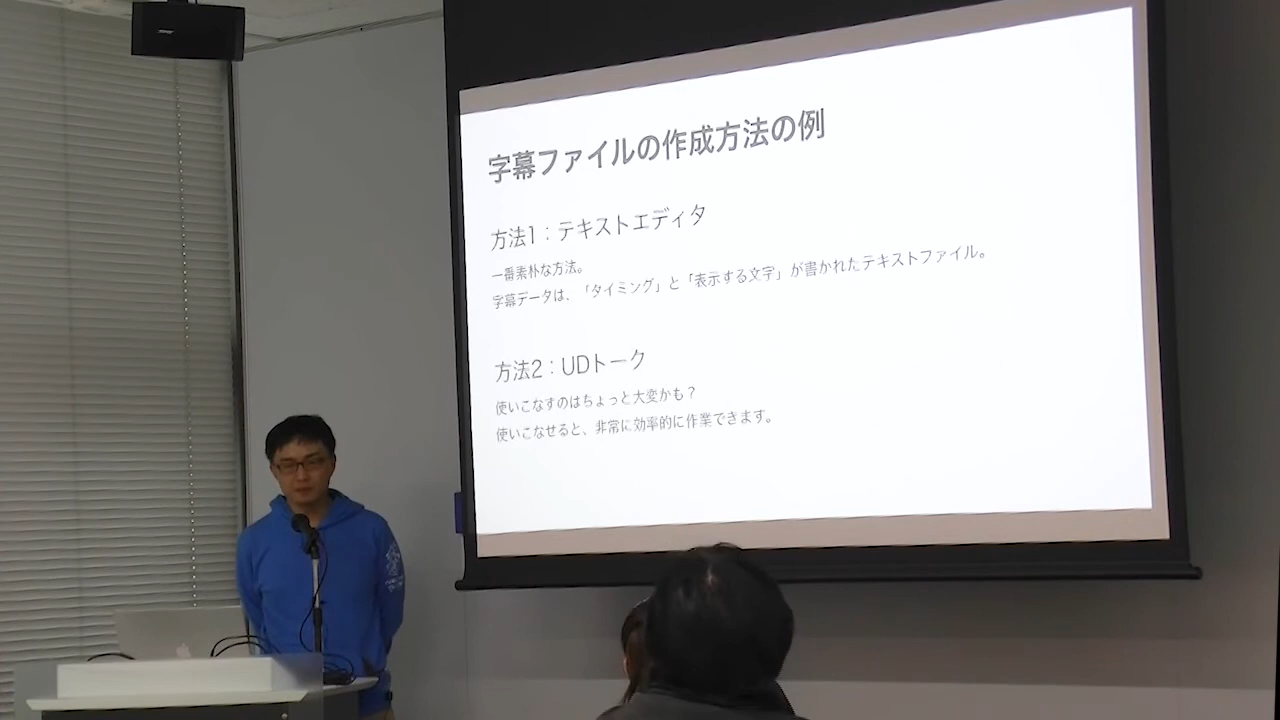 字幕ファイルの作成方法の例
方法1：テキストエディタ
一番素朴な方法。
字幕データは、「タイミング」と「表示する文字」が書かれたテキストファイル。
方法2：UDトーク
使いこなすのはちょっと大変かも？
使いこなせると、非常に効率的に作業できます。